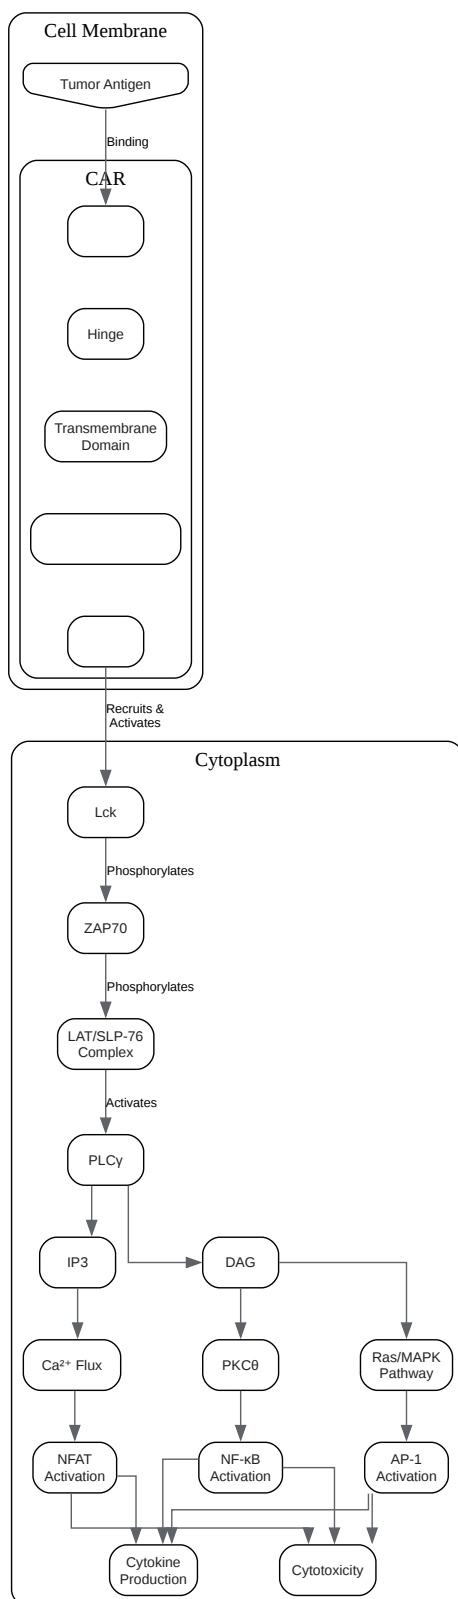 Cell Membrane
Tumor Antigen
Binding
CAR
Hinge
Transmembrane
Domain
Recruits &
Activates
Cytoplasm
Lck
Phosphorylates
ZAP70
Phosphorylates
LAT/SLP-76
Complex
Activates
PLCγ
IP3
DAG
Ca²⁺ Flux
PKCθ
Ras/MAPK
Pathway
NFAT
Activation
NF-κB
Activation
AP-1
Activation
Cytokine
Production
Cytotoxicity